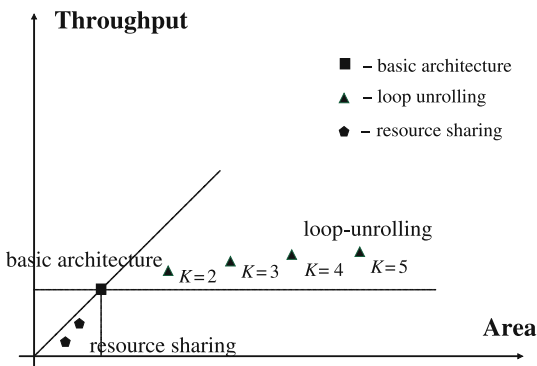 Throughput
– basic architecture
– loop unrolling
– resource sharing
loop-unrolling
basic architecture
K=2
K=3
K=4
K=5
Area
resource sharing